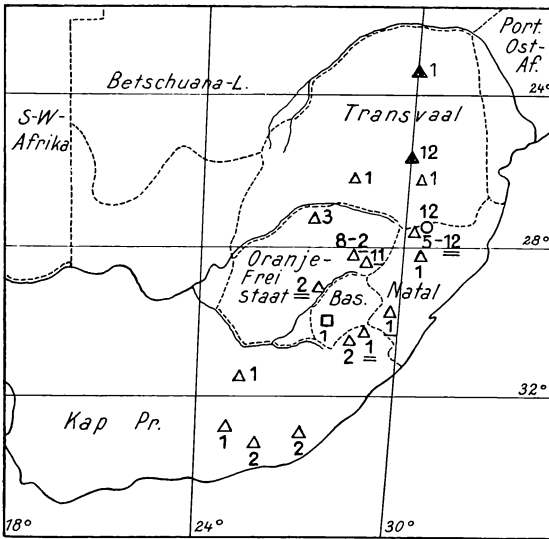 Port.
Ost-
Af.
1
24°
Betschuana-L.
Transvaal
S-W-
Afrika
12
1
1
3
12
8-2
5-12
28°
11
Oranje-
Frei
staat
2
1
Bas.
Natal
1
1
2
1
1
32°
Kap Pr.
1
2
2
18°
24°
30°